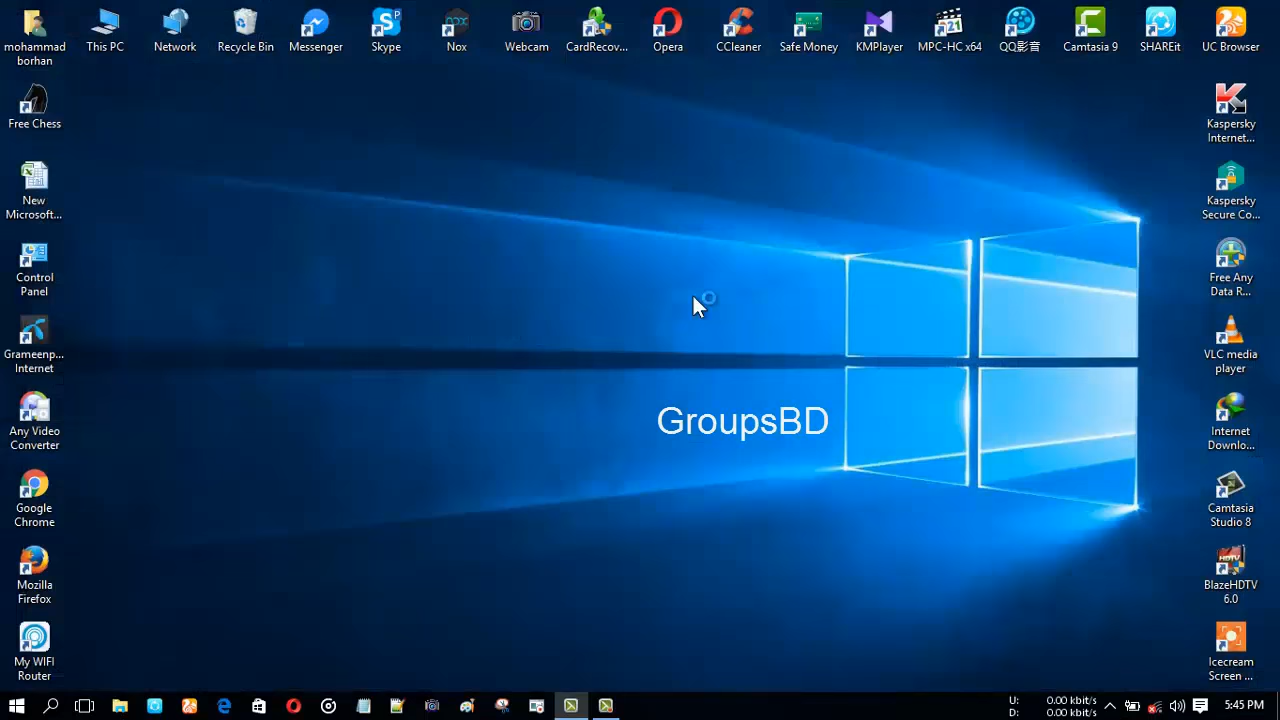 mohammad
borhan
This PC
Network
Recycle Bin
Messenger
Skype
Nox
Webcam
CardRecov...
Opera
CCleaner
Safe Money
KMPlayer
MPC-HC x64
QQ影音
Camtasia 9
SHAREit
UC Browser
Free Chess
Kaspersky
Internet...
New
Microsoft...
Kaspersky
Secure Co...
Control
Panel
Free Any
Data R...
Grameenp...
Internet
VLC media
player
Any Video
Converter
GroupsBD
Internet
Downlo...
Google
Chrome
Camtasia
Studio 8
Mozilla
Firefox
BlazeHDTV
6.0
My WIFI
Router
Icecream
Screen ...
U: 0.00 kbit/s
D: 0.00 kbit/s
5:45 PM